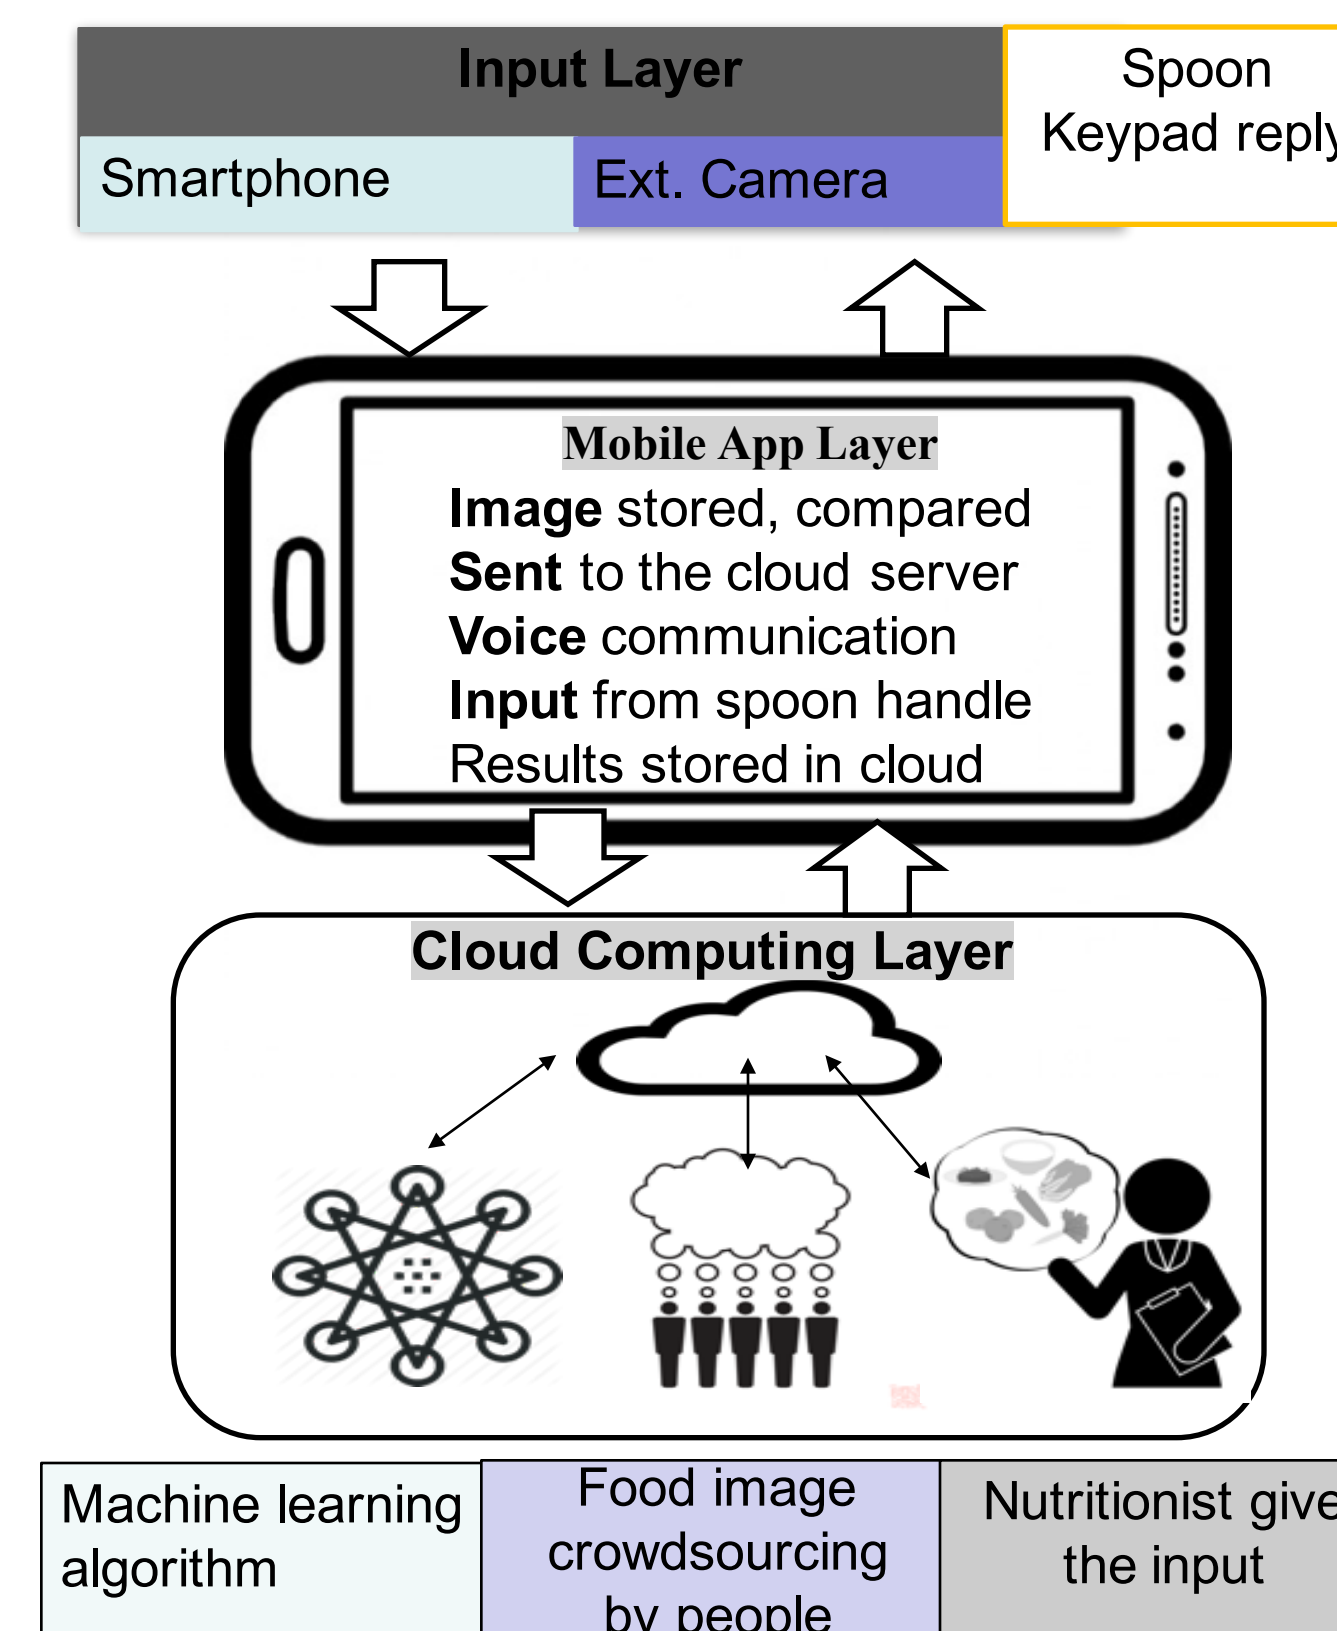 Input Layer
Spoon
Keypad reply
Smartphone
Ext. Camera
Mobile App Layer
Image stored, compared
Sent to the cloud server
Voice communication
Input from spoon handle
Results stored in cloud
Cloud Computing Layer
Machine learning
algorithm
Food image
crowdsourcing
by people
Nutritionist give
the input